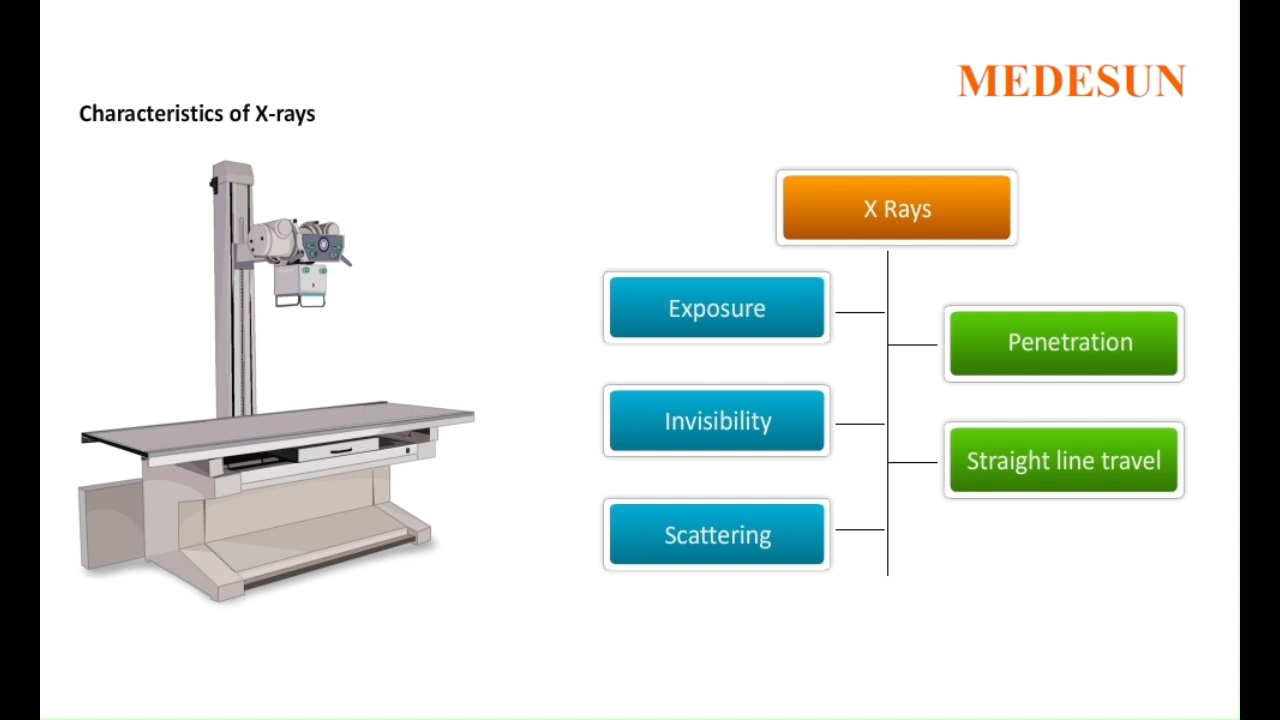 MEDESUN
Characteristics of X-rays
X Rays
Exposure
Penetration
Invisibility
Straight line travel
Scattering